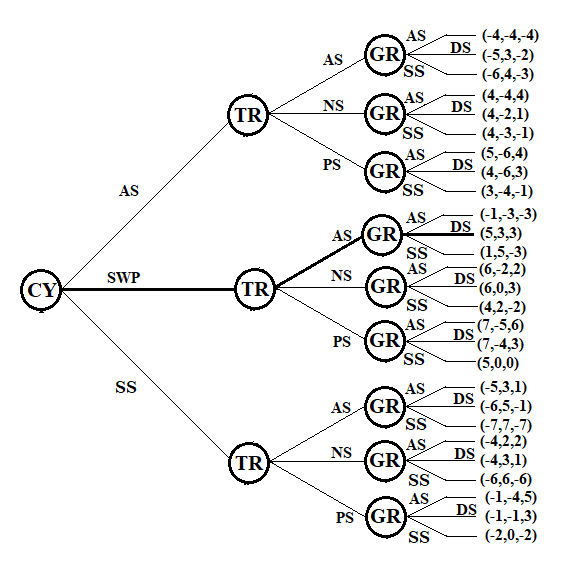 AS (-4,-4,-4)
GR DS (-5,3,-2)
AS SS (-6,4,-3)
AS (4,-4,4)
TR NS GR DS (4,-2,1)
SS (4,-3,-1)
AS (5,-6,4)
PS GR DS (4,-6,3)
AS SS (3,-4,-1)
AS (-1,-3,-3)
AS GR DS (5,3,3)
SS (1,5,-3)
SWP AS (6,-2,2)
CY TR NS GR DS (6,0,3)
SS (4,2,-2)
AS (7,-5,6)
PS GR DS (7,-4,3)
SS (5,0,0)
SS AS (-5,3,1)
AS GR DS (-6,5,-1)
SS (-7,7,-7)
AS (-4,2,2)
TR NS GR DS (-4,3,1)
SS (-6,6,-6)
AS (-1,-4,5)
PS GR DS (-1,-1,3)
SS (-2,0,-2)